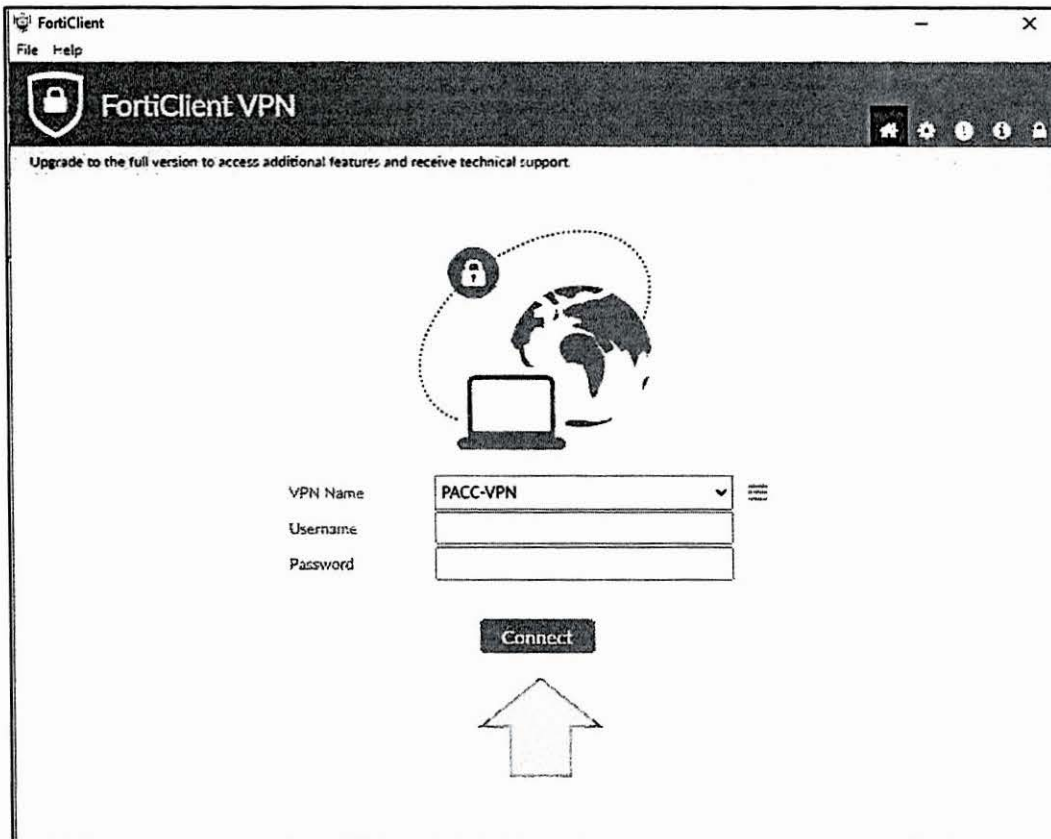 FortiClient
File Help
FortiClient VPN
Upgrade to the full version to access additional features and receive technical support.
VPN Name PACC-VPN
Username
Password
Connect